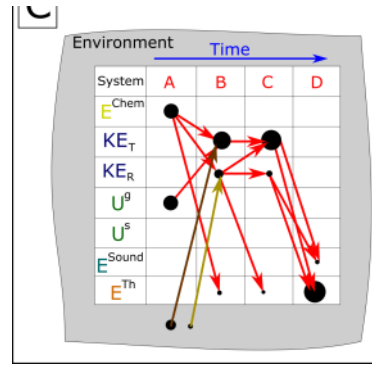 C
Environment
Time
System A B C D
E^Chem
KE_T
KE_R
U^g
U^s
E^Sound
E^Th